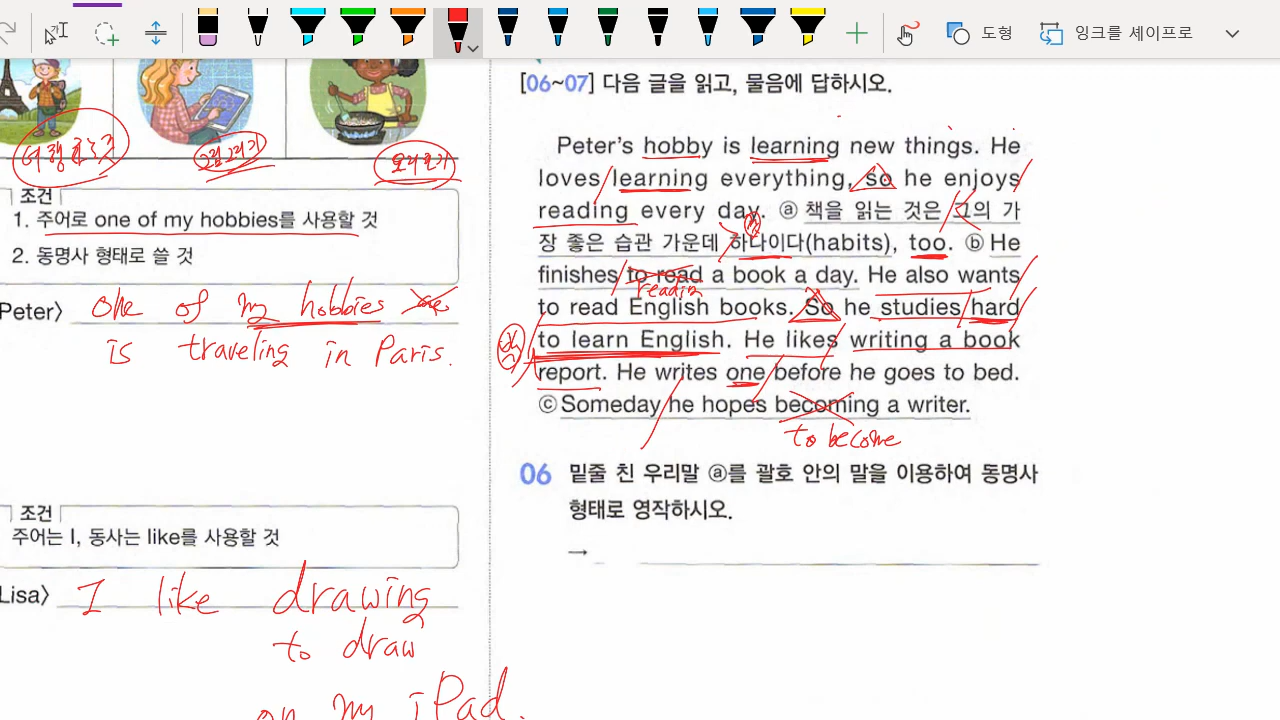 도형
잉크를 셰이프로
여행하는것
그림그리기
요리하기
조건
1. 주어로 one of my hobbies를 사용할 것
2. 동명사 형태로 쓸 것
Peter〉 one of my hobbies
is traveling in Paris.
조건
주어는 I, 동사는 like를 사용할 것
Lisa〉 I like drawing
to draw
on my iPad.
[06~07] 다음 글을 읽고, 물음에 답하시오.
Peter's hobby is learning new things. He
loves learning everything, so he enjoys
reading every day. ⓐ 책을 읽는 것은 그의 가
장 좋은 습관 가운데 하나이다(habits), too. ⓑ He
finishes to read a book a day. He also wants
readin
to read English books. So he studies hard
to learn English. He likes writing a book
report. He writes one before he goes to bed.
ⓒ Someday he hopes becoming a writer.
to become
06 밑줄 친 우리말 ⓐ를 괄호 안의 말을 이용하여 동명사
형태로 영작하시오.
→